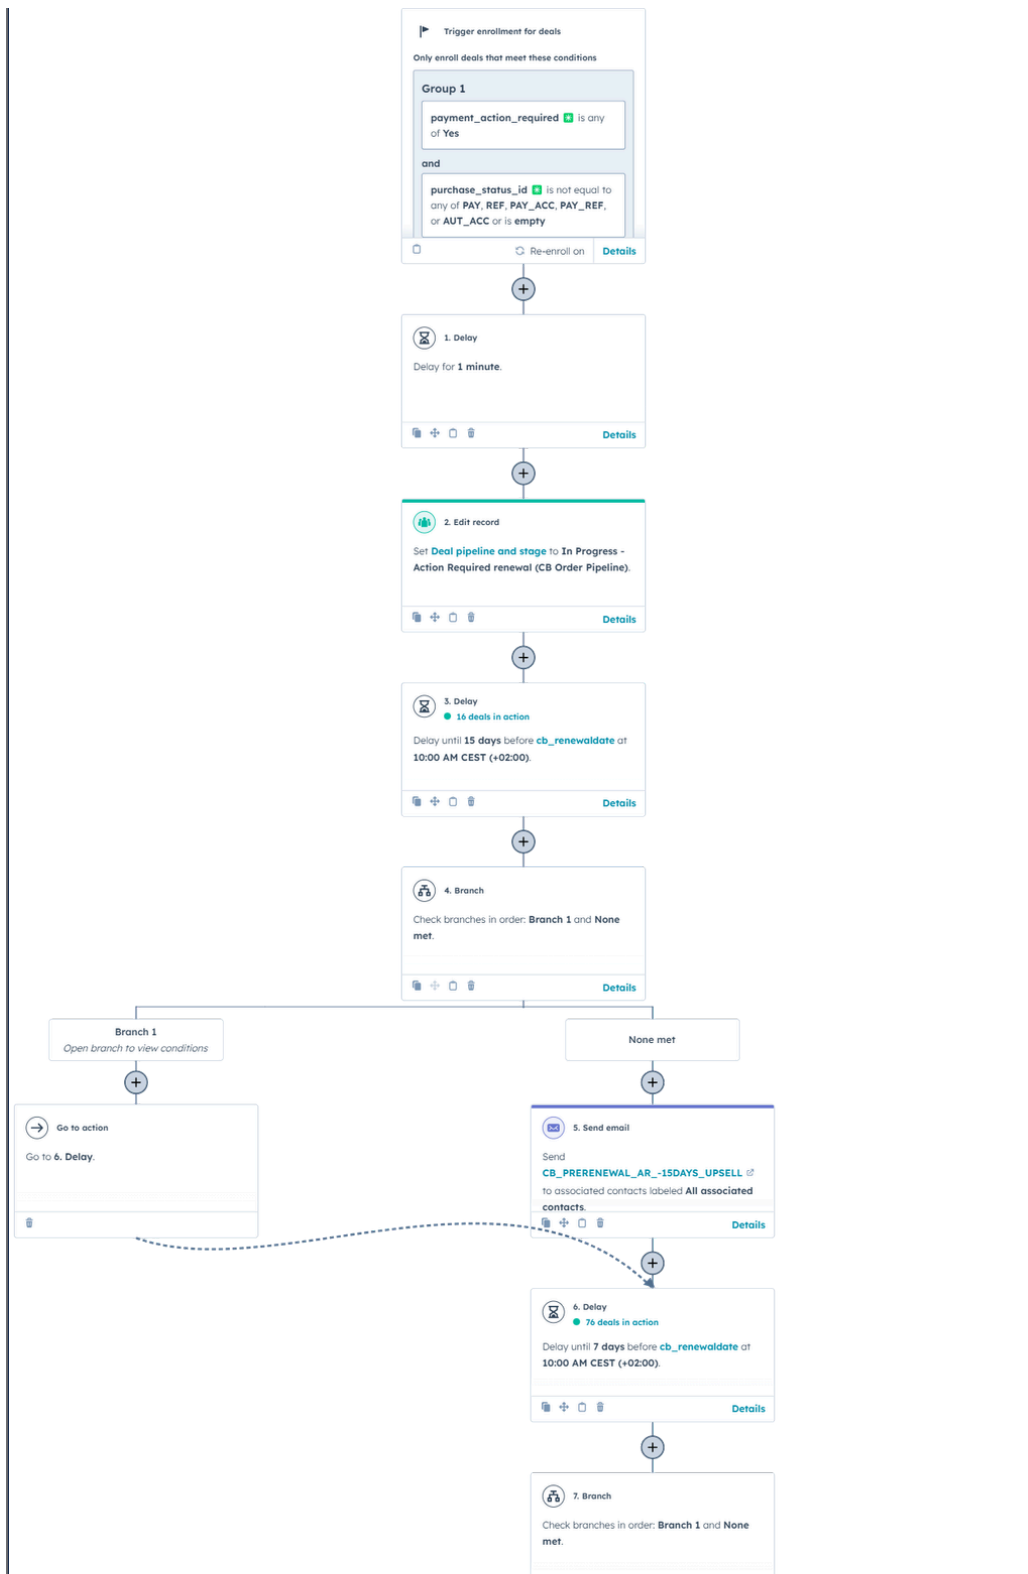 Trigger enrollment for deals
Only enroll deals that meet these conditions
Group 1
payment_action_required is any
of Yes
and
purchase_status_id is not equal to
any of PAY, REF, PAY_ACC, PAY_REF,
or AUT_ACC or is empty
Re-enroll on Details
1. Delay
Delay for 1 minute.
Details
2. Edit record
Set Deal pipeline and stage to In Progress -
Action Required renewal (CB Order Pipeline).
Details
3. Delay
16 deals in action
Delay until 15 days before cb_renewaldate at
10:00 AM CEST (+02:00).
Details
4. Branch
Check branches in order: Branch 1 and None
met.
Details
Branch 1
Open branch to view conditions
None met
Go to action
Go to 6. Delay.
5. Send email
Send
CB_PRERENEWAL_AR_-15DAYS_UPSELL
to associated contacts labeled All associated
contacts.
Details
6. Delay
76 deals in action
Delay until 7 days before cb_renewaldate at
10:00 AM CEST (+02:00).
Details
7. Branch
Check branches in order: Branch 1 and None
met.